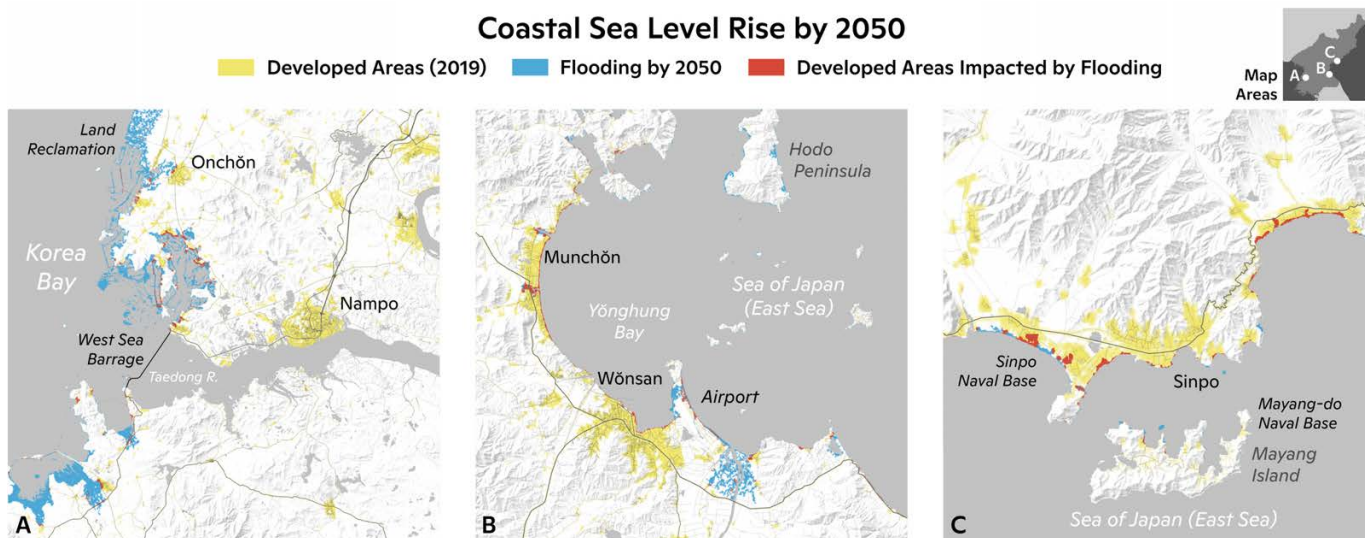 Coastal Sea Level Rise by 2050
Developed Areas (2019)
Flooding by 2050
Developed Areas Impacted by Flooding
Map
Areas
A
B
C
Land
Reclamation
Onchŏn
Korea
Bay
Nampo
West Sea
Barrage
Taedong R.
A
Hodo
Peninsula
Munchŏn
Sea of Japan
(East Sea)
Yŏnghung
Bay
Wŏnsan
Airport
B
Sinpo
Naval Base
Sinpo
Mayang-do
Naval Base
Mayang
Island
Sea of Japan (East Sea)
C